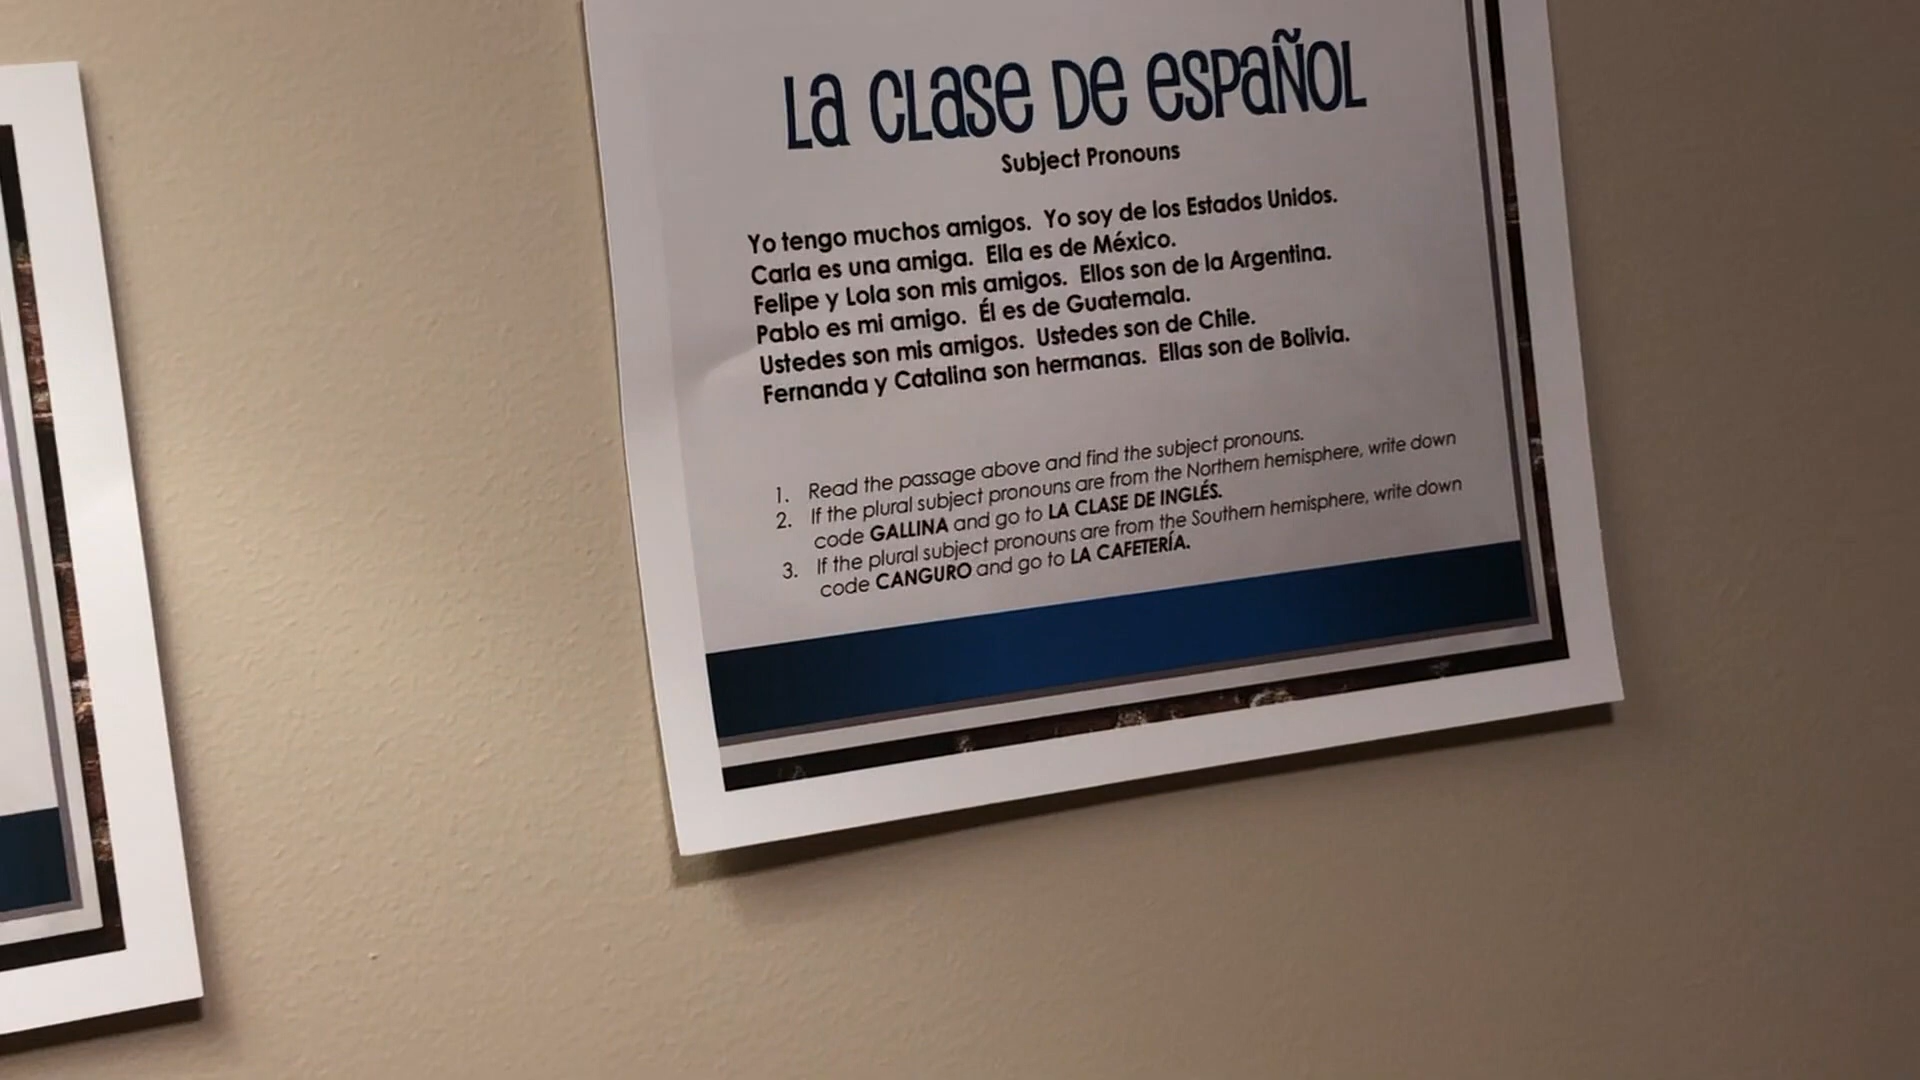 La CLase De esPaÑOL
Subject Pronouns
Yo tengo muchos amigos. Yo soy de los Estados Unidos.
Carla es una amiga. Ella es de México.
Felipe y Lola son mis amigos. Ellos son de la Argentina.
Pablo es mi amigo. Él es de Guatemala.
Ustedes son mis amigos. Ustedes son de Chile.
Fernanda y Catalina son hermanas. Ellas son de Bolivia.
1. Read the passage above and find the subject pronouns.
2. If the plural subject pronouns are from the Northern hemisphere, write down
code GALLINA and go to LA CLASE DE INGLÉS.
3. If the plural subject pronouns are from the Southern hemisphere, write down
code CANGURO and go to LA CAFETERÍA.